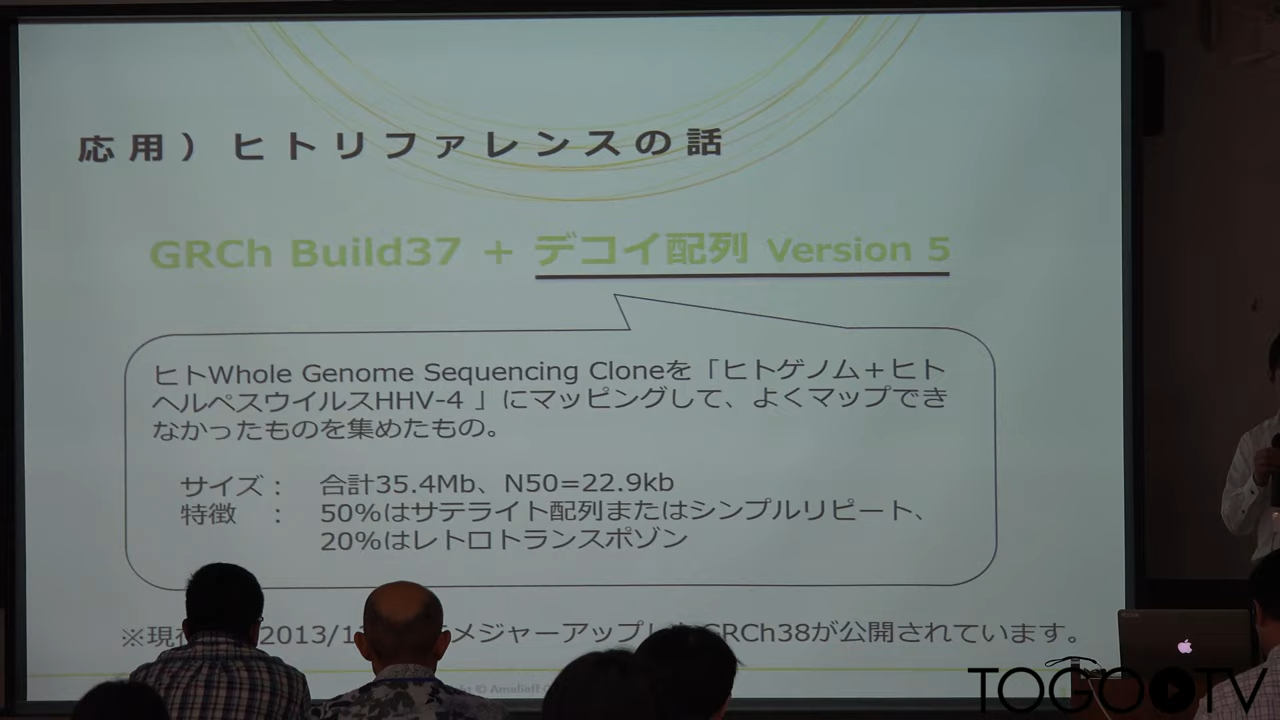 応用）ヒトリファレンスの話
GRCh Build37 + デコイ配列 Version 5
ヒトWhole Genome Sequencing Cloneを「ヒトゲノム＋ヒト
ヘルペスウイルスHHV-4 」にマッピングして、よくマップでき
なかったものを集めたもの。
サイズ： 合計35.4Mb、N50=22.9kb
特徴 ： 50%はサテライト配列またはシンプルリピート、
20%はレトロトランスポゾン
※現 2013/1 メジャーアップ GRCh38が公開されています。
© Amelieff
TOGOTV